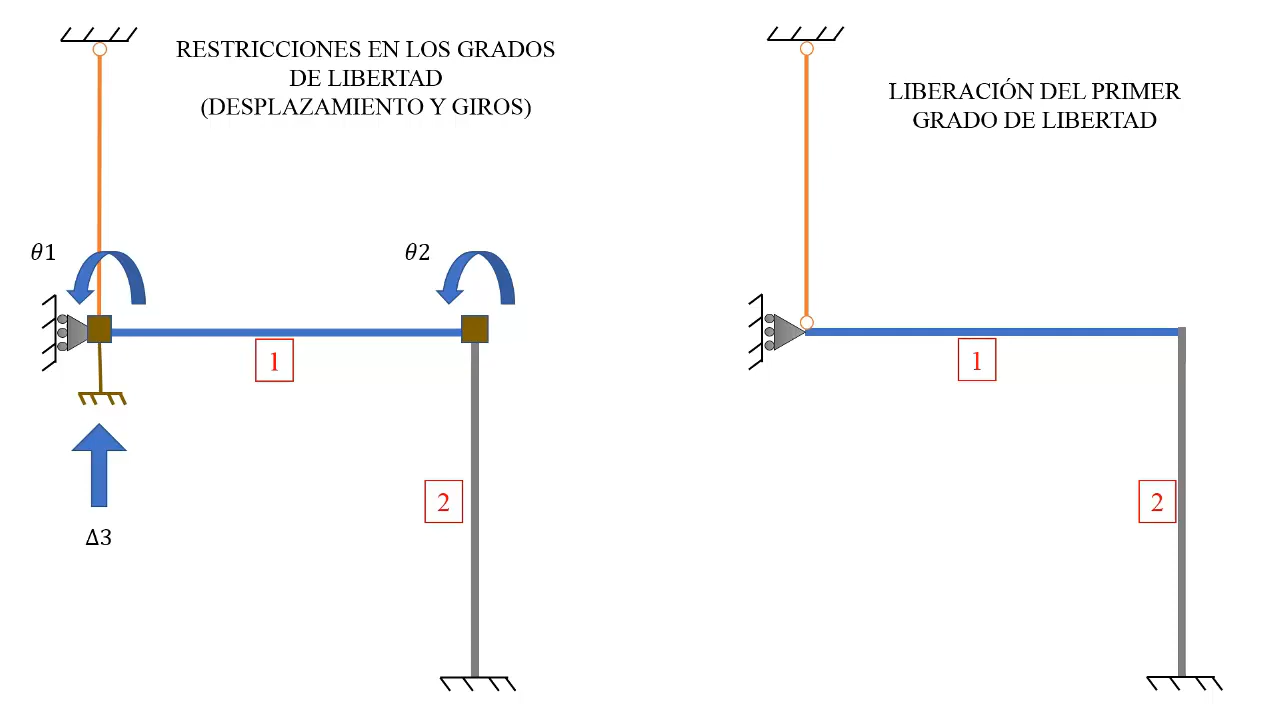 RESTRICCIONES EN LOS GRADOS
DE LIBERTAD
(DESPLAZAMIENTO Y GIROS)
θ1
θ2
1
2
Δ3
LIBERACIÓN DEL PRIMER
GRADO DE LIBERTAD
1
2